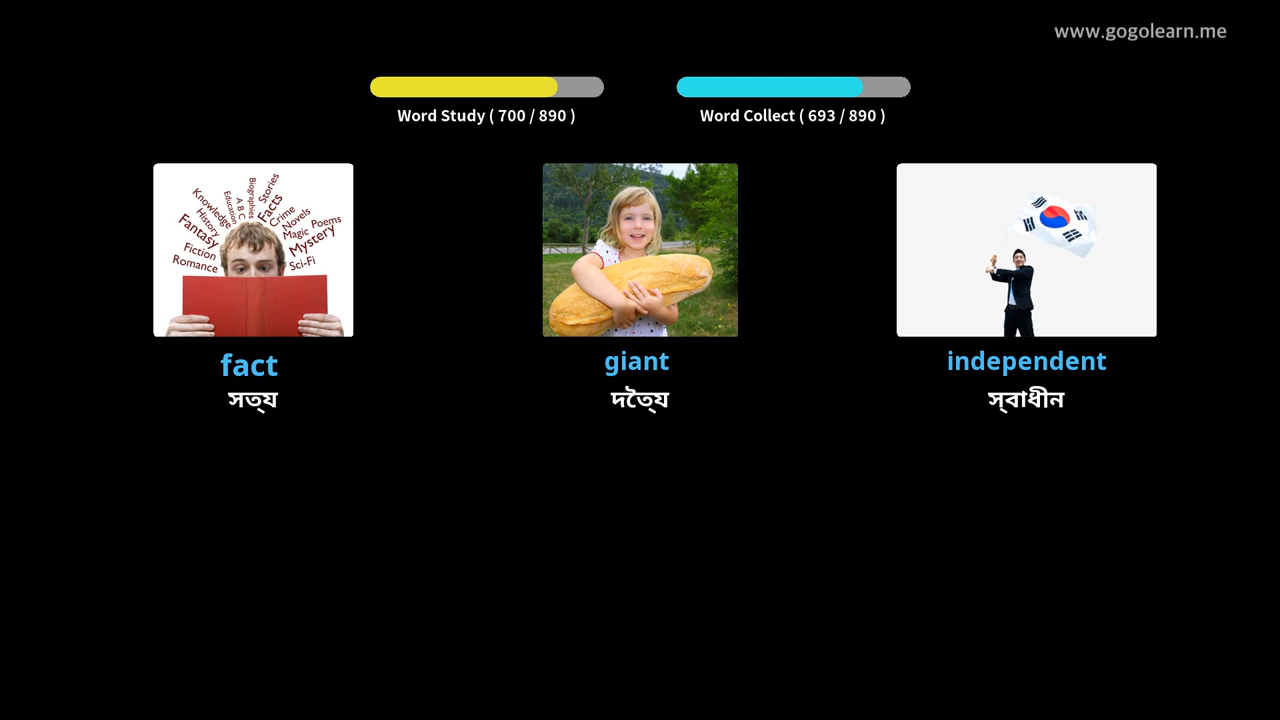 www.gogolearn.me
Word Study ( 700 / 890 )
Word Collect ( 693 / 890 )
Knowledge
History
Fantasy
Fiction
Romance
Education
A B C
Biographies
Stories
Facts
Crime
Novels
Magic
Poems
Mystery
Sci-Fi
fact
giant
independent
সত্য
দত্যৈ
স্বাধীন